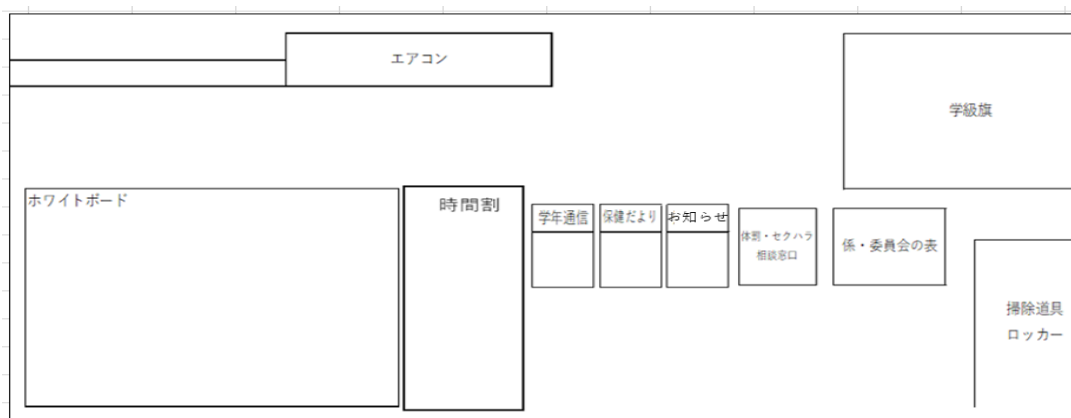 エアコン
学級旗
ホワイトボード
時間割
学年通信
保健だより
お知らせ
体罰・セクハラ
相談窓口
係・委員会の表
掃除道具
ロッカー